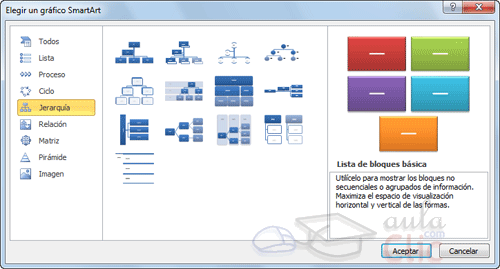 Elegir un gráfico SmartArt
Todos
Lista
Proceso
Ciclo
Jerarquía
Relación
Matriz
Pirámide
Imagen
Lista de bloques básica
Utilícelo para mostrar los bloques no
secuenciales o agrupados de información.
Maximiza el espacio de visualización
horizontal y vertical de las formas.
aula
.com
CliC
Aceptar
Cancelar